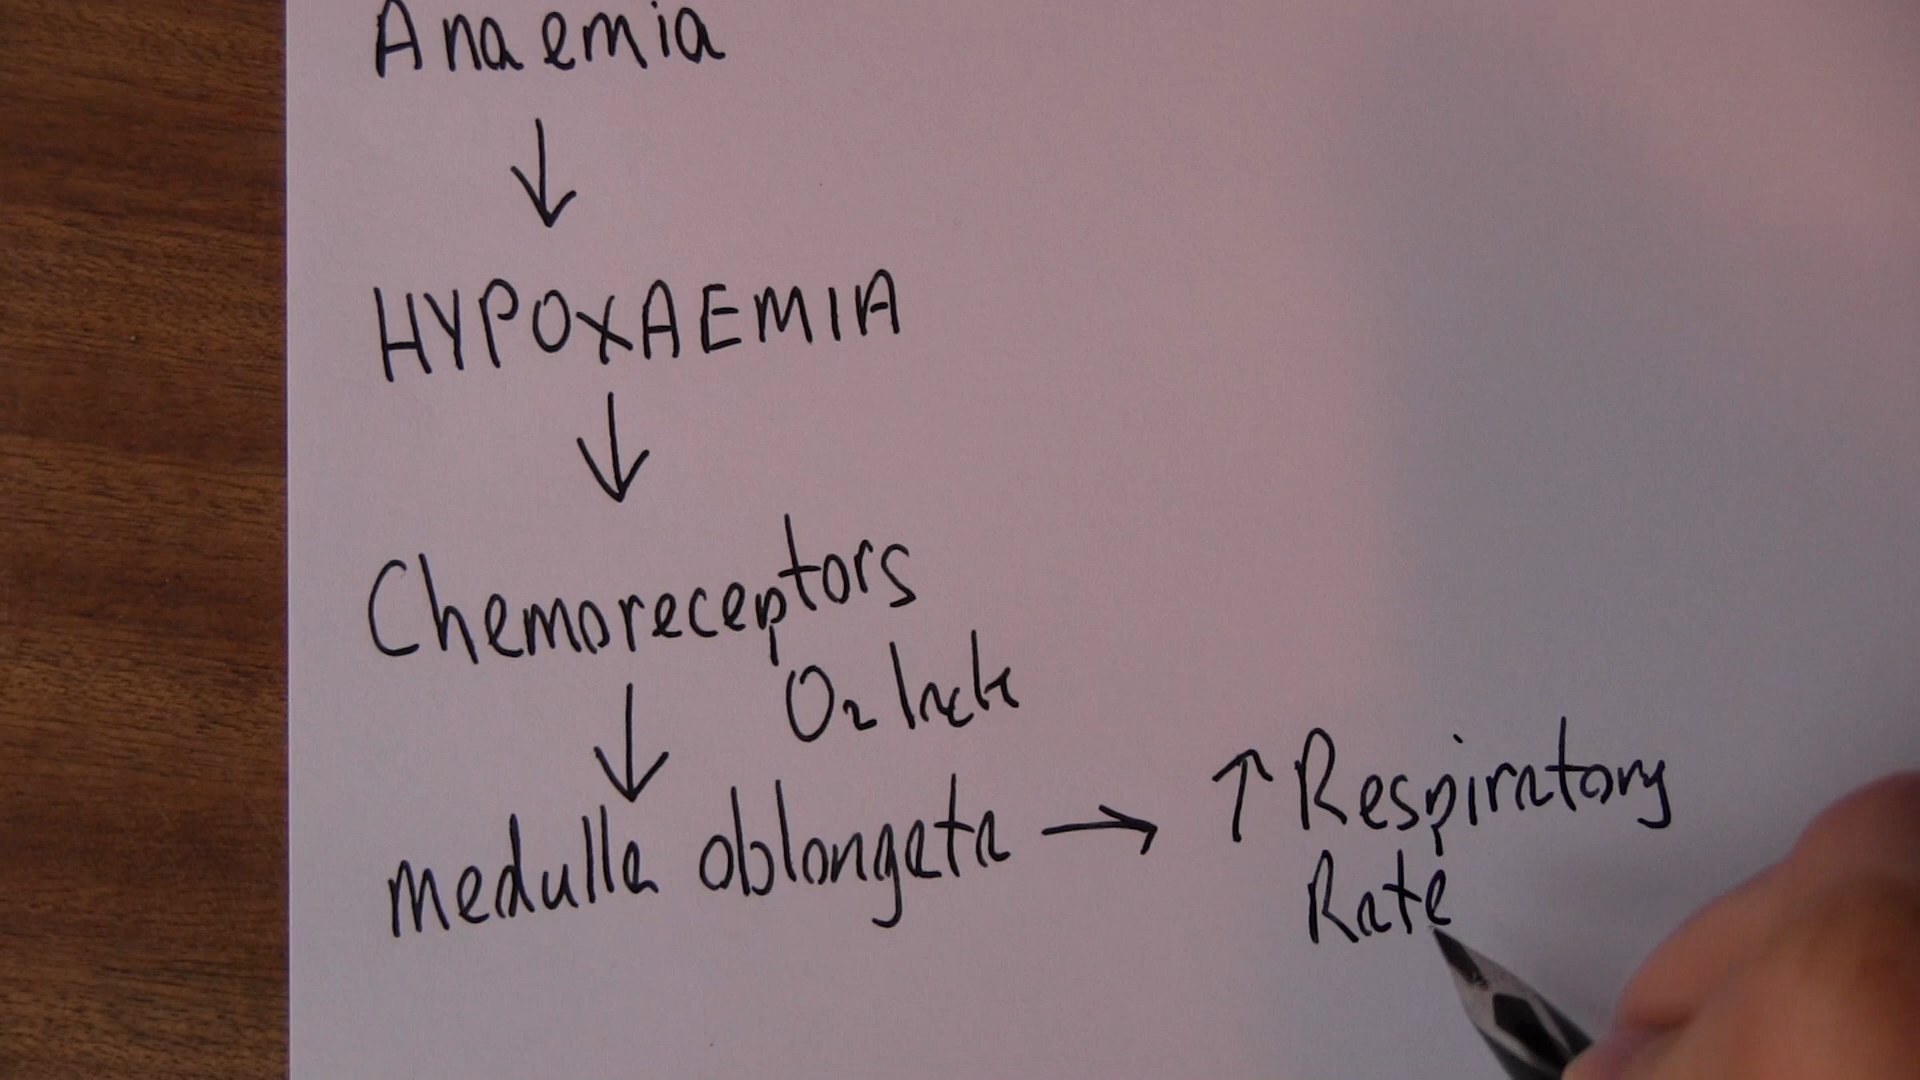 Anaemia
↓
HYPOXAEMIA
↓
Chemoreceptors
↓ O₂ lack
medulla oblongata → ↑ Respiratory
Rate